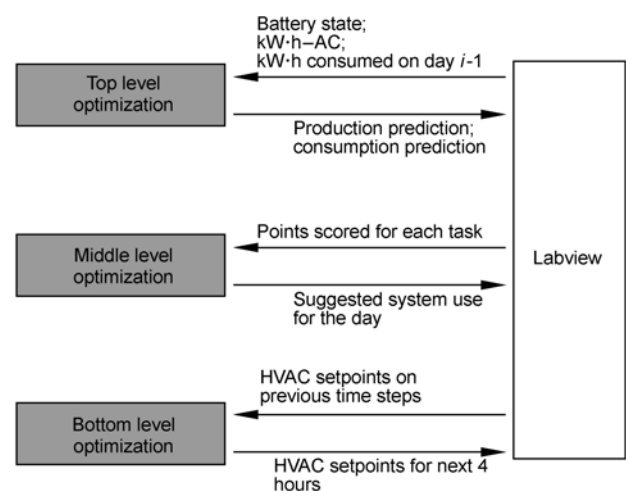 Battery state;
kW·h–AC;
kW·h consumed on day i-1
Top level
optimization
Production prediction;
consumption prediction
Points scored for each task
Middle level
optimization
Labview
Suggested system use
for the day
HVAC setpoints on
previous time steps
Bottom level
optimization
HVAC setpoints for next 4
hours